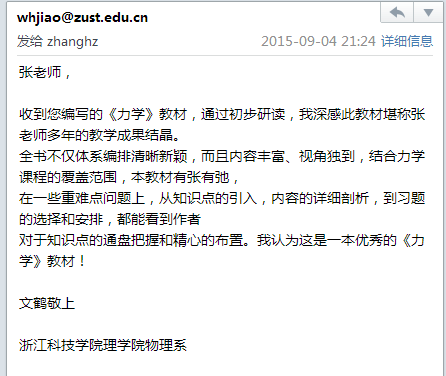 whjiao@zust.edu.cn
发给 zhanghz 2015-09-04 21:24 详细信息
张老师，
收到您编写的《力学》教材，通过初步研读，我深感此教材堪称张
老师多年的教学成果结晶。
全书不仅体系编排清晰新颖，而且内容丰富、视角独到，结合力学
课程的覆盖范围，本教材有张有弛，
在一些重难点问题上，从知识点的引入，内容的详细剖析，到习题
的选择和安排，都能看到作者
对于知识点的通盘把握和精心的布置。我认为这是一本优秀的《力
学》教材！
文鹤敬上
浙江科技学院理学院物理系